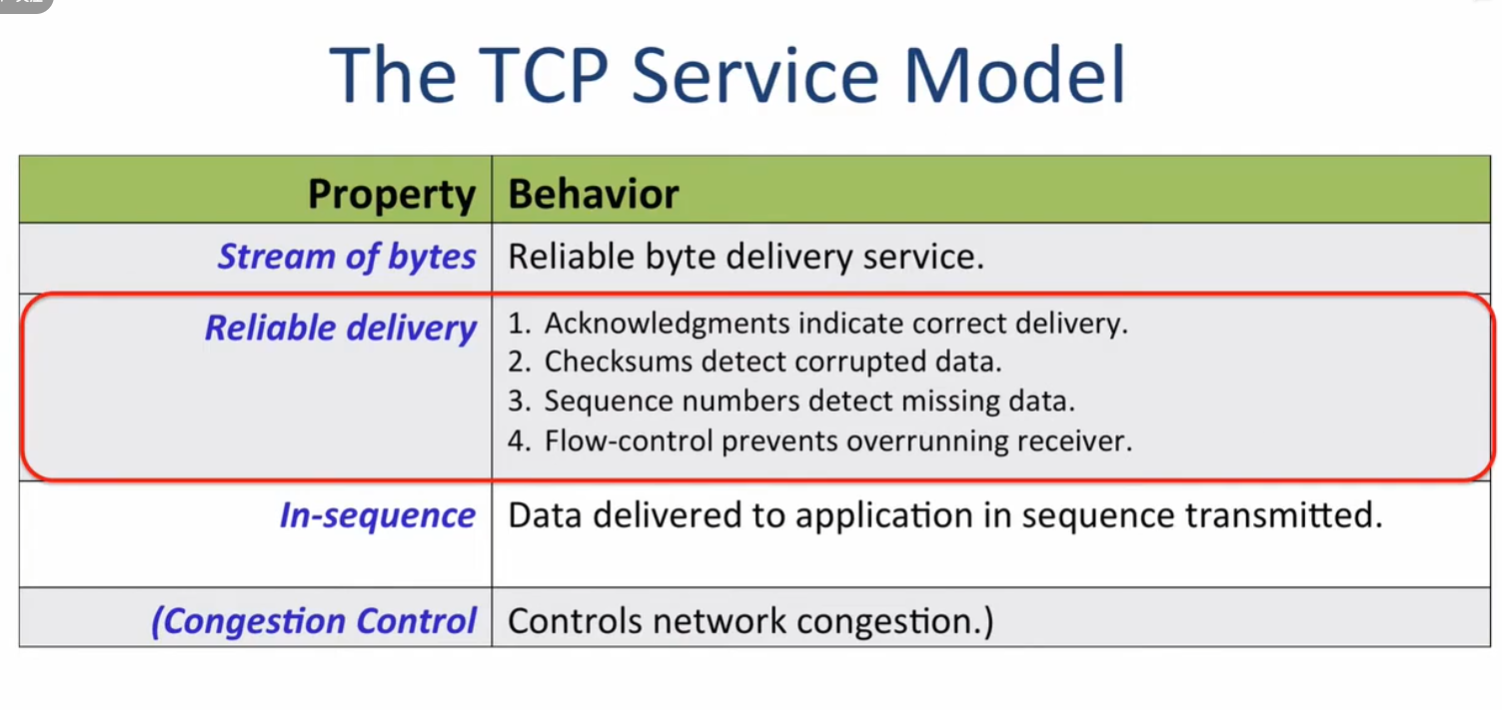 The TCP Service Model
Property Behavior
Stream of bytes Reliable byte delivery service.
Reliable delivery 1. Acknowledgments indicate correct delivery.
2. Checksums detect corrupted data.
3. Sequence numbers detect missing data.
4. Flow-control prevents overrunning receiver.
In-sequence Data delivered to application in sequence transmitted.
(Congestion Control Controls network congestion.)